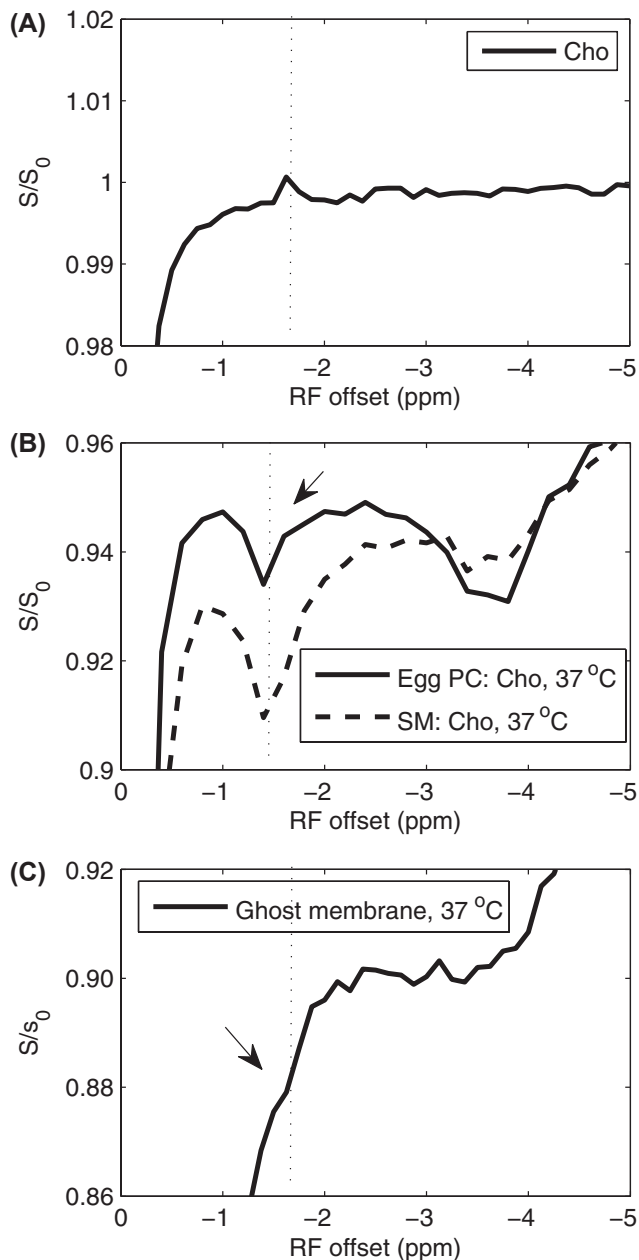 (A)
1.02
1.01
1
0.99
0.98
S/S0
Cho
0 −1 −2 −3 −4 −5
RF offset (ppm)
(B)
0.96
0.94
0.92
0.9
S/S0
Egg PC: Cho, 37 oC
SM: Cho, 37 oC
0 −1 −2 −3 −4 −5
RF offset (ppm)
(C)
0.92
0.90
0.88
0.86
S/s0
Ghost membrane, 37 oC
0 −1 −2 −3 −4 −5
RF offset (ppm)